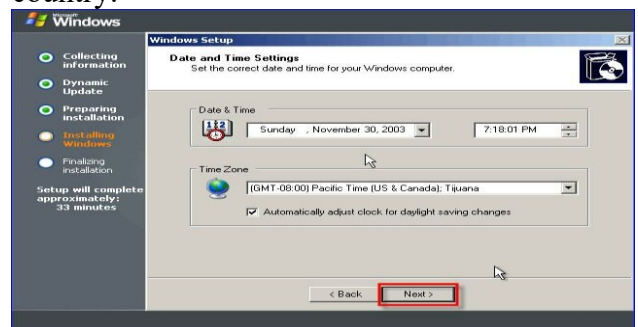 country.
Microsoft
Windows
Windows Setup
Collecting
information
Dynamic
Update
Preparing
installation
Installing
Windows
Finalizing
installation
Setup will complete
approximately:
33 minutes
Date and Time Settings
Set the correct date and time for your Windows computer.
Date & Time
Sunday , November 30, 2003
7:18:01 PM
Time Zone
(GMT-08:00) Pacific Time (US & Canada); Tijuana
Automatically adjust clock for daylight saving changes
< Back
Next >